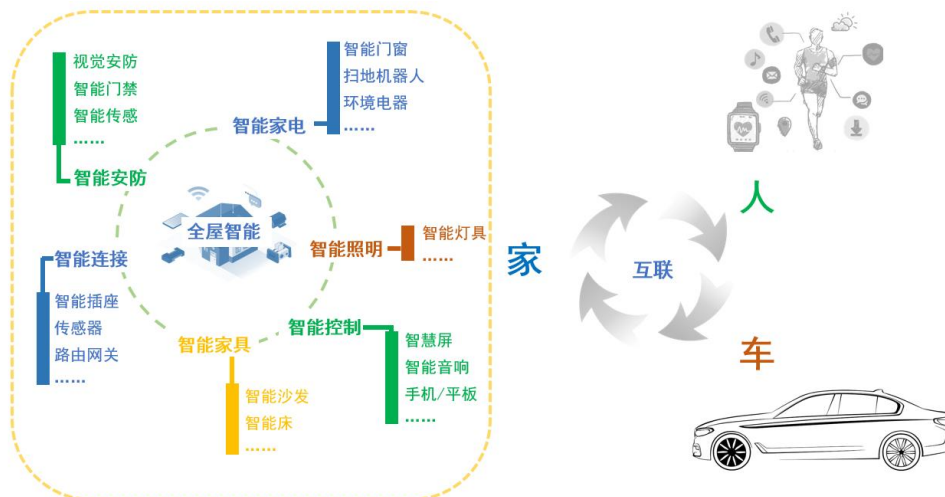 视觉安防
智能门禁
智能传感
......
智能安防
智能门窗
扫地机器人
环境电器
......
智能家电
全屋智能
智能照明
智能灯具
......
智能连接
智能插座
传感器
路由网关
......
智能家具
智能沙发
智能床
......
智能控制
智慧屏
智能音响
手机/平板
......
家
互联
人
车